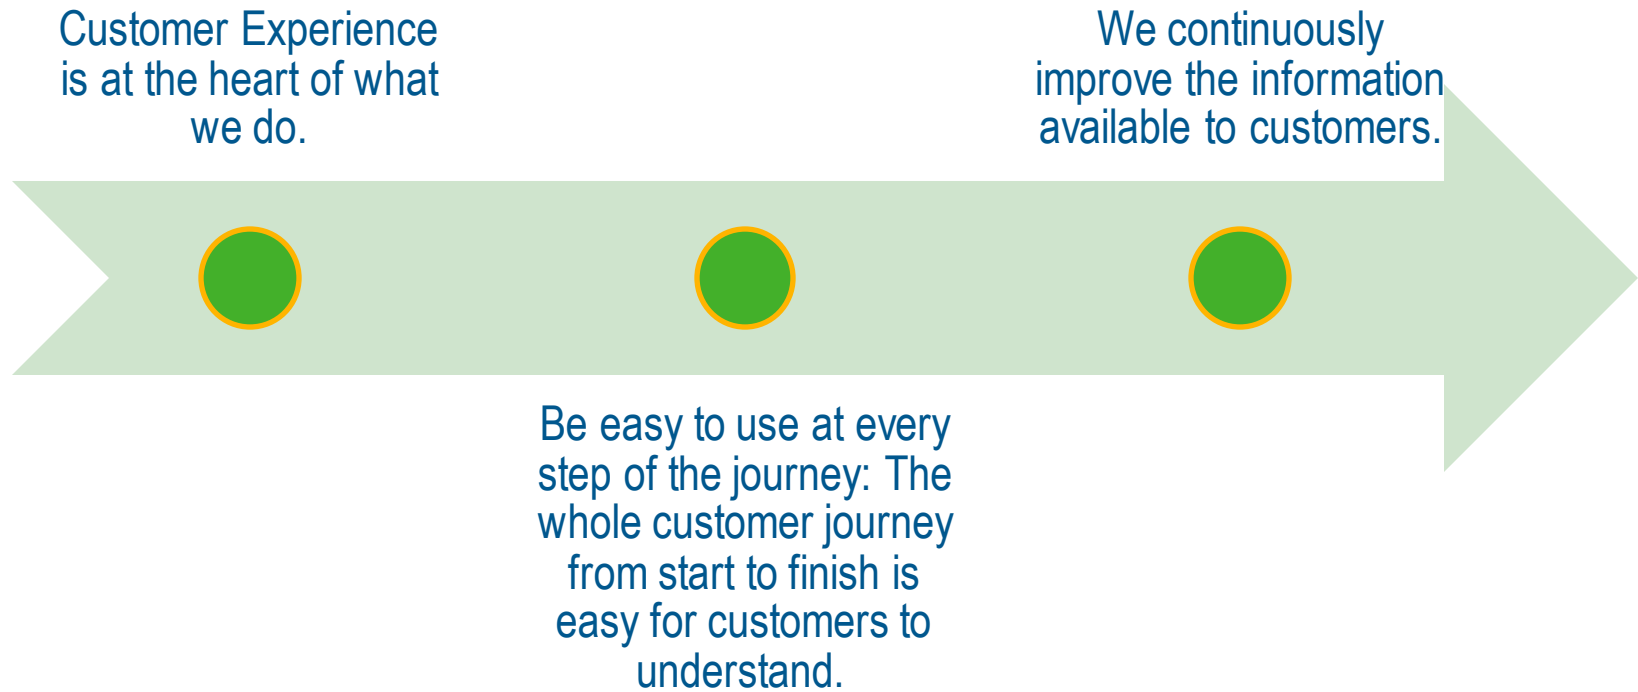 Customer Experience
is at the heart of what
we do.
Be easy to use at every
step of the journey: The
whole customer journey
from start to finish is
easy for customers to
understand.
We continuously
improve the information
available to customers.